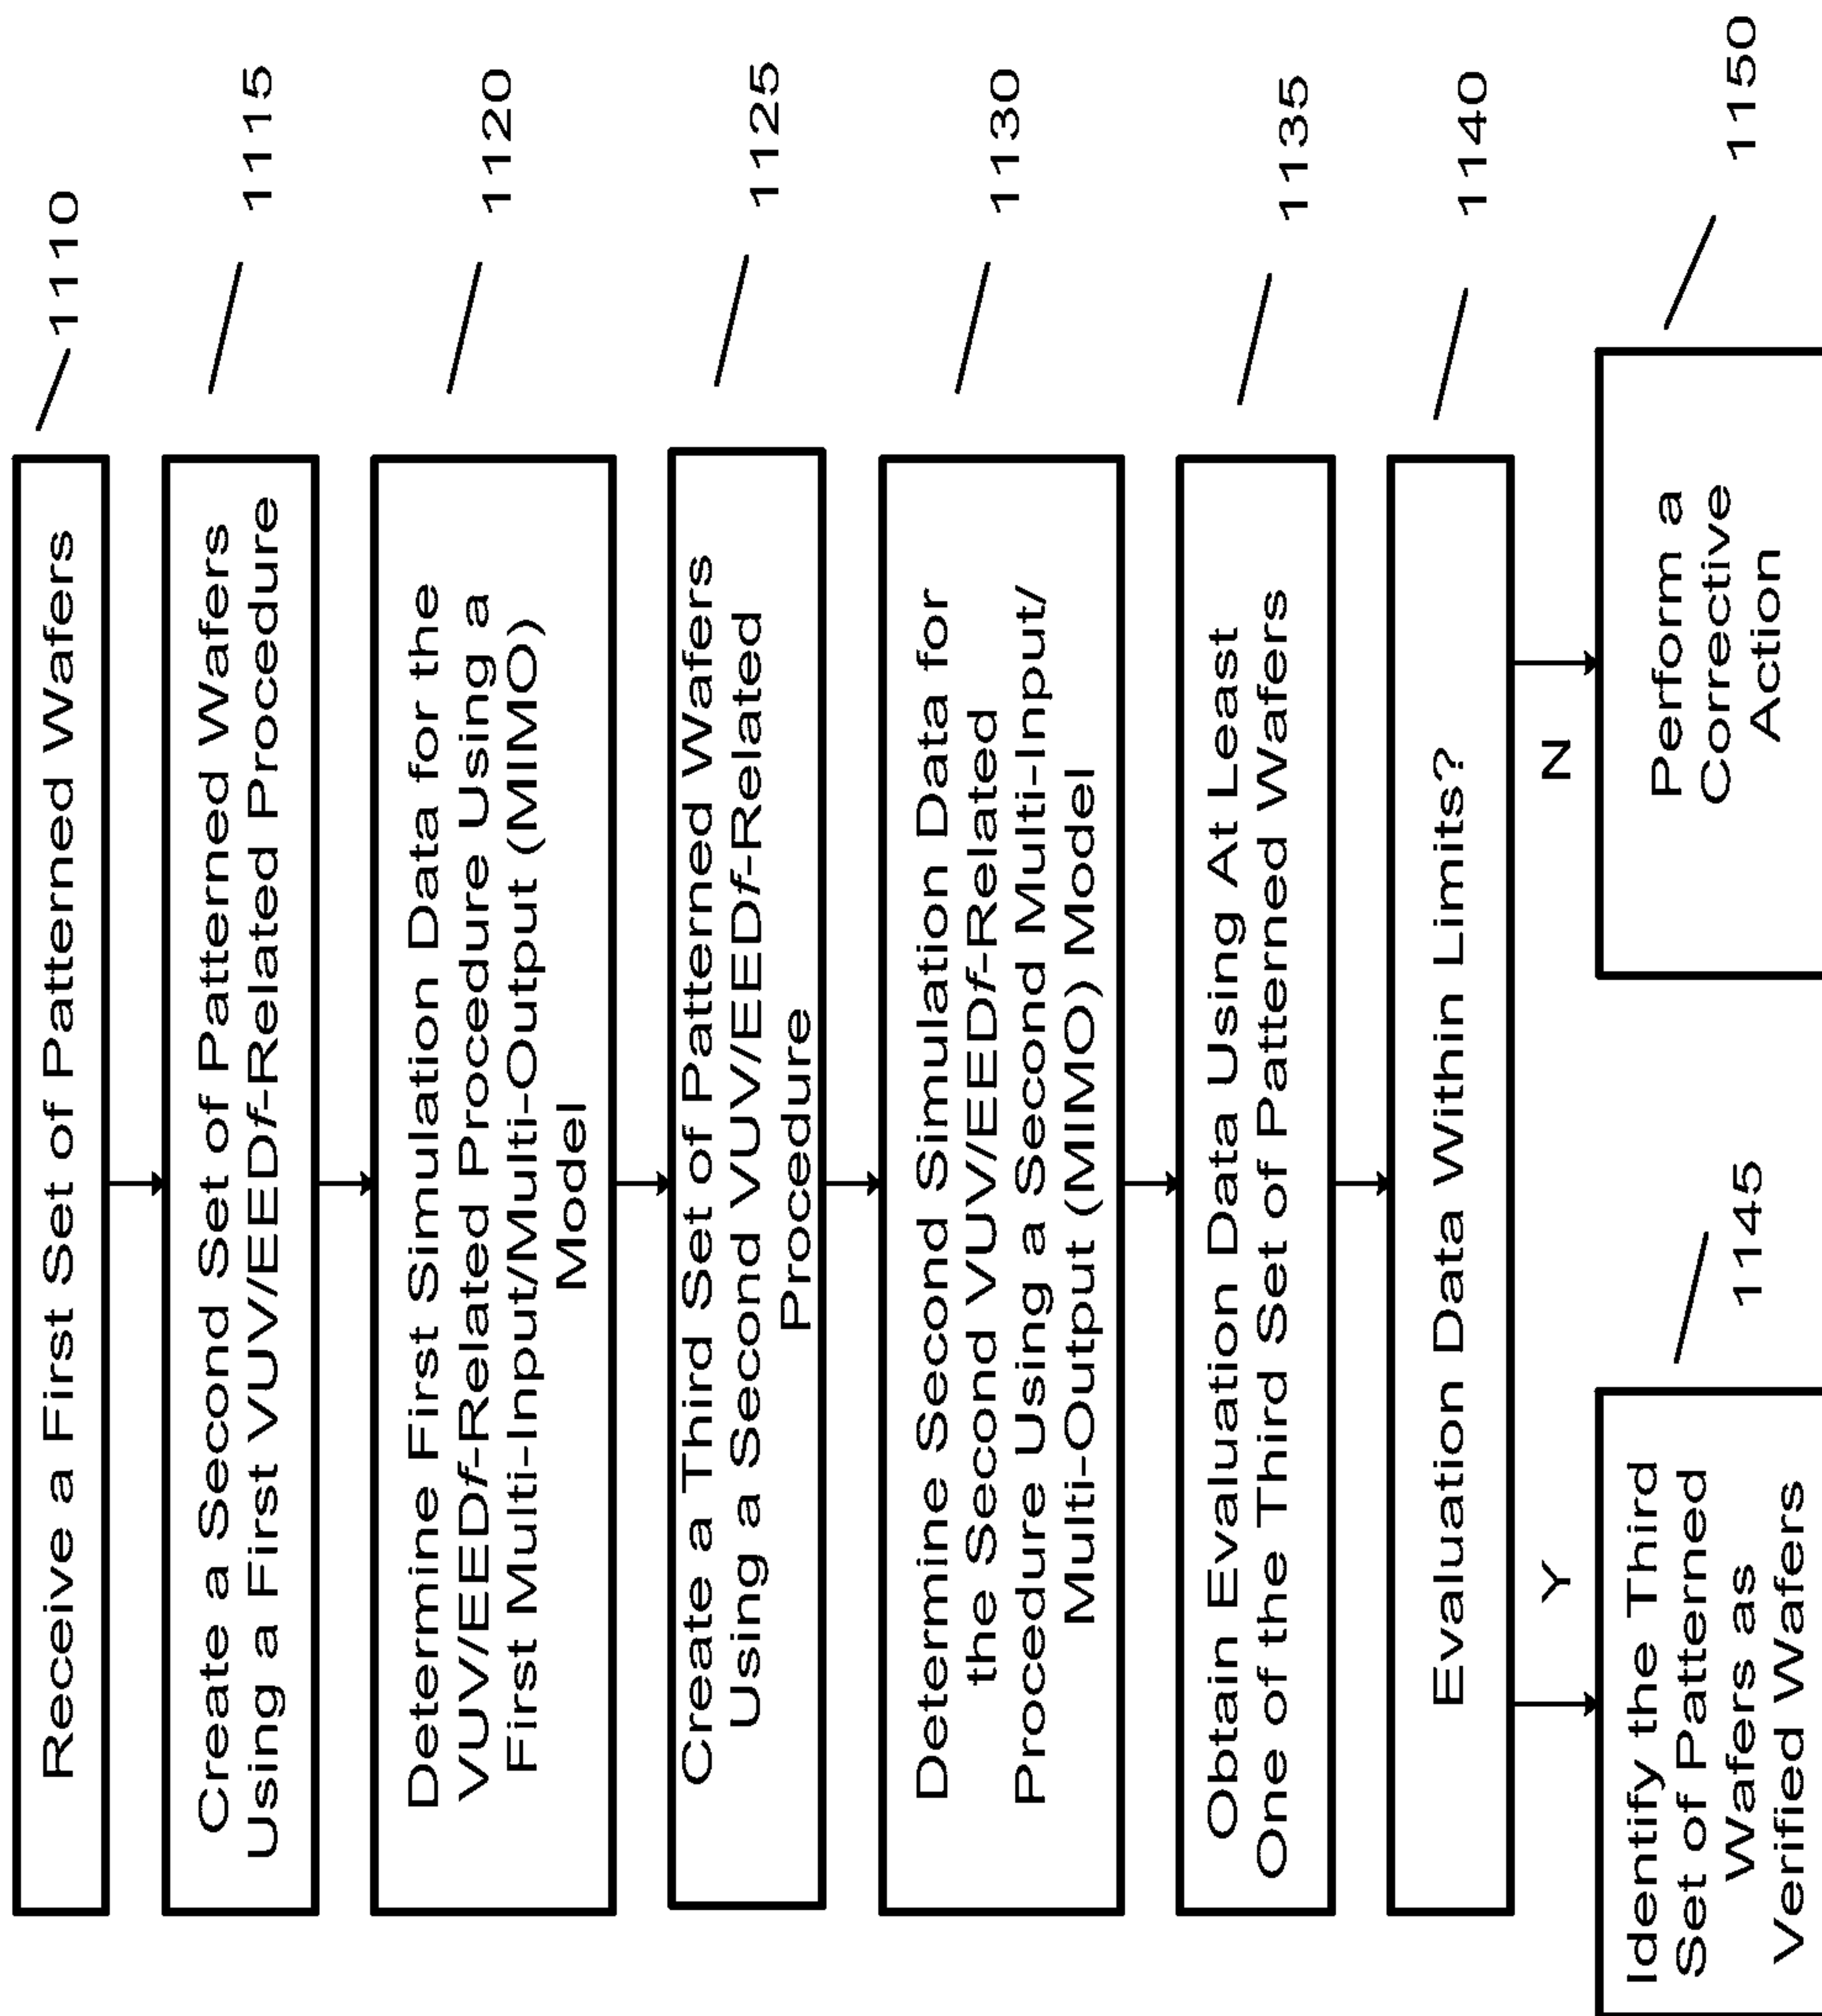 Receive a First Set of Patterned Wafers
1110
Create a Second Set of Patterned Wafers
Using a First VUV/EEDf-Related Procedure
1115
Determine First Simulation Data for the
VUV/EEDf-Related Procedure Using a
First Multi-Input/Multi-Output (MIMO)
Model
1120
Create a Third Set of Patterned Wafers
Using a Second VUV/EEDf-Related
Procedure
1125
Determine Second Simulation Data for
the Second VUV/EEDf-Related
Procedure Using a Second Multi-Input/
Multi-Output (MIMO) Model
1130
Obtain Evaluation Data Using At Least
One of the Third Set of Patterned Wafers
1135
Evaluation Data Within Limits?
1140
Y
N
Identify the Third
Set of Patterned
Wafers as
Verified Wafers
1145
Perform a
Corrective
Action
1150